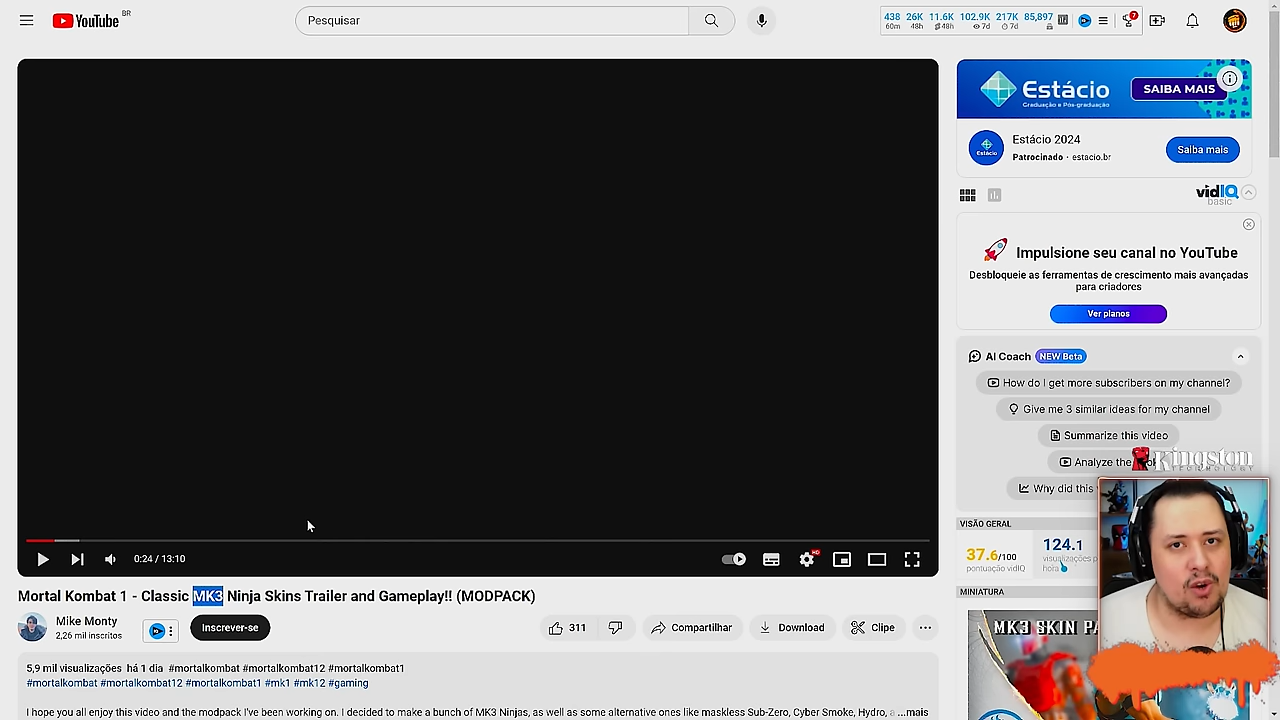 YouTube BR
Pesquisar
438 26K 11.6K 102.9K 217K 85,897
60m 48h 48h 7d 7d
7
Estácio
Graduação e Pós-graduação
SAIBA MAIS
Estácio 2024
Patrocinado · estacio.br
Saiba mais
estácio
vidIQ
basic
Impulsione seu canal no YouTube
Desbloqueie as ferramentas de crescimento mais avançadas
para criadores
Ver planos
AI Coach NEW Beta
How do I get more subscribers on my channel?
Give me 3 similar ideas for my channel
Summarize this video
Analyze the
Kingston
TECHNOLOGY
Why did this
VISÃO GERAL
37.6/100
pontuação vidIQ
124.1
visualizações p
hora
MINIATURA
MK3 SKIN PA
0:24 / 13:10
HD
Mortal Kombat 1 - Classic MK3 Ninja Skins Trailer and Gameplay!! (MODPACK)
Mike Monty
2,26 mi inscritos
Inscrever-se
311
Compartilhar
Download
Clipe
5,9 mil visualizações há 1 dia #mortalkombat #mortalkombat12 #mortalkombat1
#mortalkombat #mortalkombat12 #mortalkombat1 #mk1 #mk12 #gaming
I hope you all enjoy this video and the modpack I've been working on. I decided to make a bunch of MK3 Ninjas, as well as some alternative ones like maskless Sub-Zero, Cyber Smoke, Hydro, a ...mais